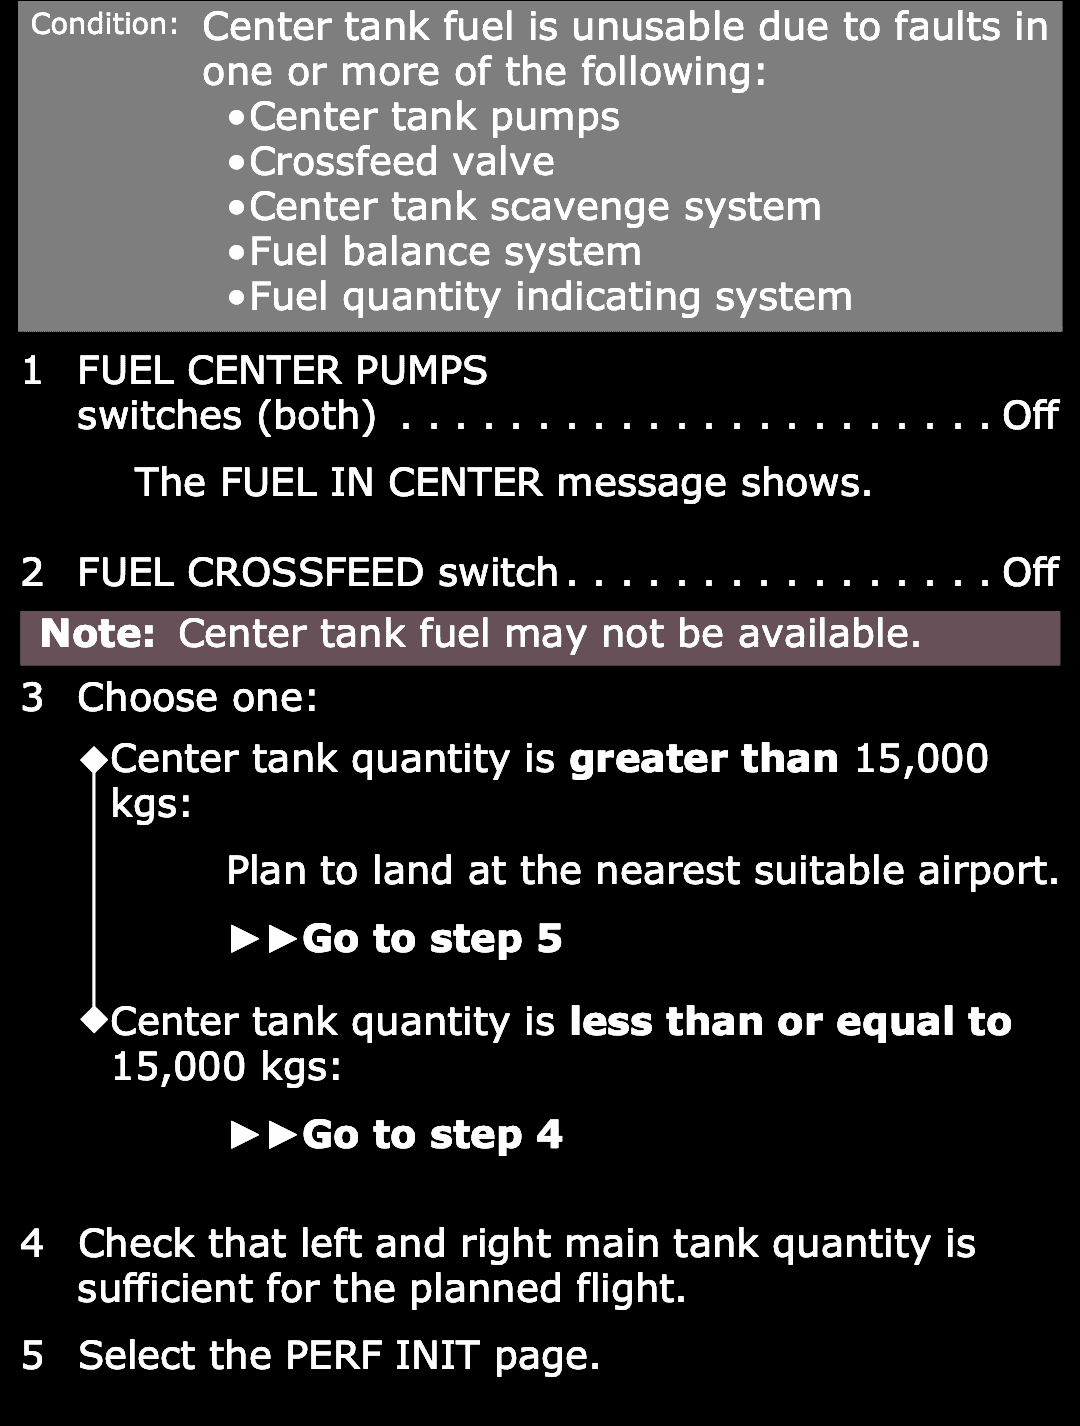 Condition: Center tank fuel is unusable due to faults in
one or more of the following:
•Center tank pumps
•Crossfeed valve
•Center tank scavenge system
•Fuel balance system
•Fuel quantity indicating system
1 FUEL CENTER PUMPS
switches (both) . . . . . . . . . . . . . . . . . . . . . . Off
The FUEL IN CENTER message shows.
2 FUEL CROSSFEED switch . . . . . . . . . . . . . . . . Off
Note: Center tank fuel may not be available.
3 Choose one:
◆Center tank quantity is greater than 15,000
kgs:
Plan to land at the nearest suitable airport.
►►Go to step 5
◆Center tank quantity is less than or equal to
15,000 kgs:
►►Go to step 4
4 Check that left and right main tank quantity is
sufficient for the planned flight.
5 Select the PERF INIT page.